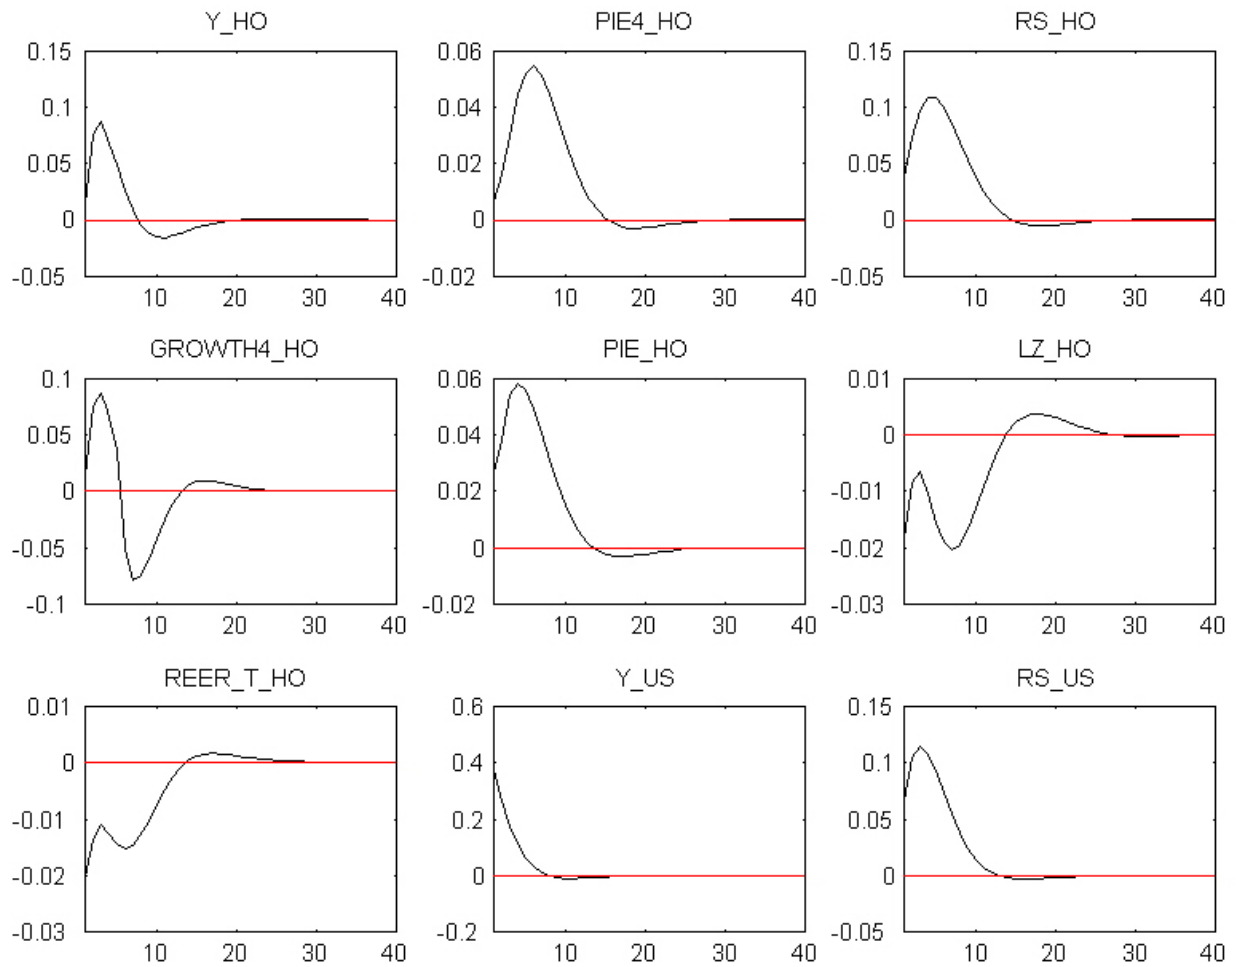 Y_HO PIE4_HO RS_HO
0.15 0.06 0.15
0.1 0.04 0.1
0.05 0.02 0.05
0 0 0
-0.05 -0.02 -0.05
10 20 30 40 10 20 30 40 10 20 30 40
GROWTH4_HO PIE_HO LZ_HO
0.1 0.06 0.01
0.05 0.04 0
0 0.02 -0.01
-0.05 0 -0.02
-0.1 -0.02 -0.03
10 20 30 40 10 20 30 40 10 20 30 40
REER_T_HO Y_US RS_US
0.01 0.6 0.15
0 0.4 0.1
-0.01 0.2 0.05
-0.02 0 0
-0.03 -0.2 -0.05
10 20 30 40 10 20 30 40 10 20 30 40